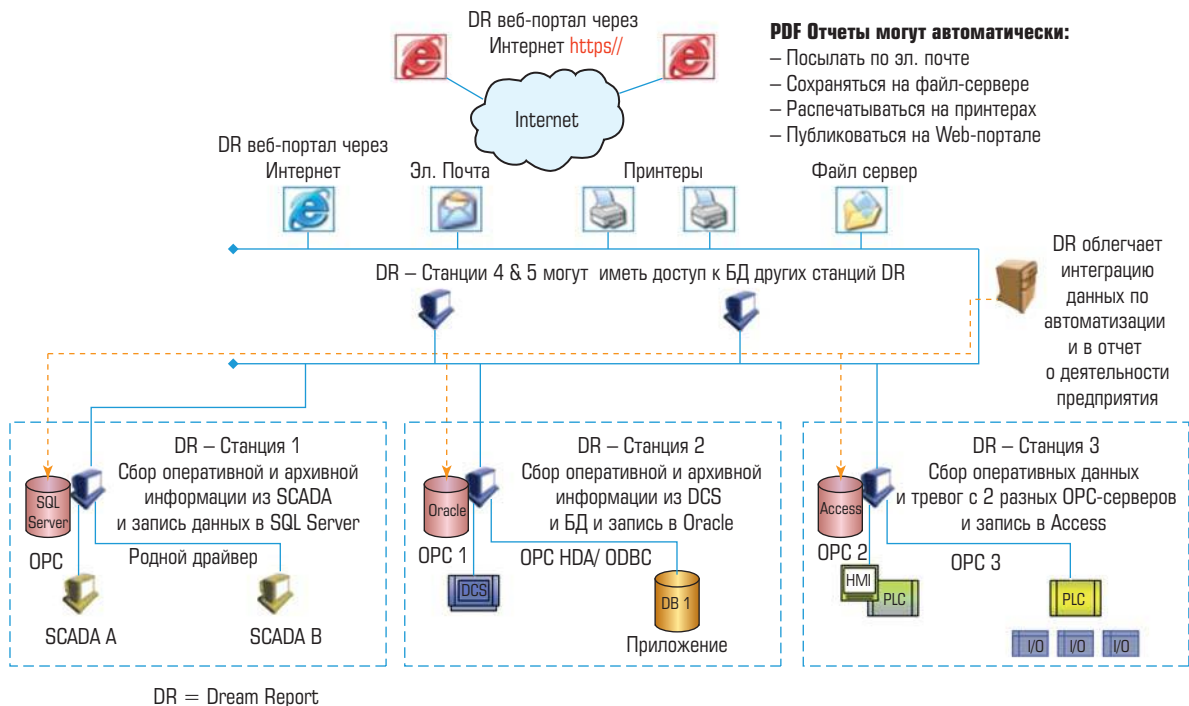 DR веб-портал через
Интернет https//
PDF Отчеты могут автоматически:
– Посылать по эл. почте
– Сохраняться на файл-сервере
– Распечатываться на принтерах
– Публиковаться на Web-портале
Internet
DR веб-портал через
Интернет
Эл. Почта
Принтеры
Файл сервер
DR – Станции 4 & 5 могут иметь доступ к БД других станций DR
DR облегчает
интеграцию
данных по
автоматизации
и в отчет
о деятельности
предприятия
DR – Станция 1
Сбор оперативной и архивной
информации из SCADA
и запись данных в SQL Server
SQL
Server
OPC
Родной драйвер
SCADA A
SCADA B
DR – Станция 2
Сбор оперативной и архивной
информации из DCS
и БД и запись в Oracle
Oracle
OPC 1
OPC HDA/ ODBC
DCS
DB 1
Приложение
DR – Станция 3
Сбор оперативных данных
и тревог с 2 разных OPC-серверов
и запись в Access
Access
OPC 2
OPC 3
HMI
PLC
PLC
I/O
I/O
I/O
DR = Dream Report